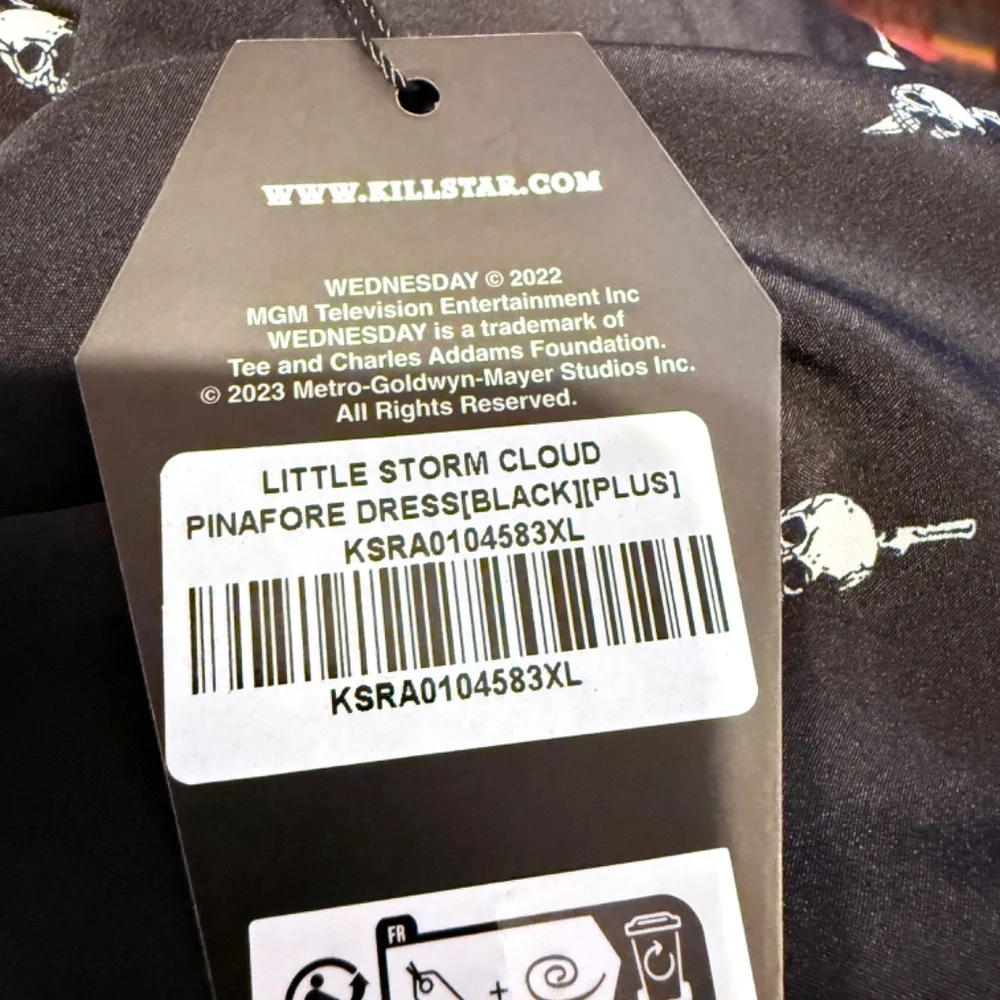 WWW.KILLSTAR.COM
WEDNESDAY © 2022
MGM Television Entertainment Inc
WEDNESDAY is a trademark of
Tee and Charles Addams Foundation.
© 2023 Metro-Goldwyn-Mayer Studios Inc.
All Rights Reserved.
LITTLE STORM CLOUD
PINAFORE DRESS[BLACK][PLUS]
KSRA0104583XL
KSRA0104583XL
FR
+